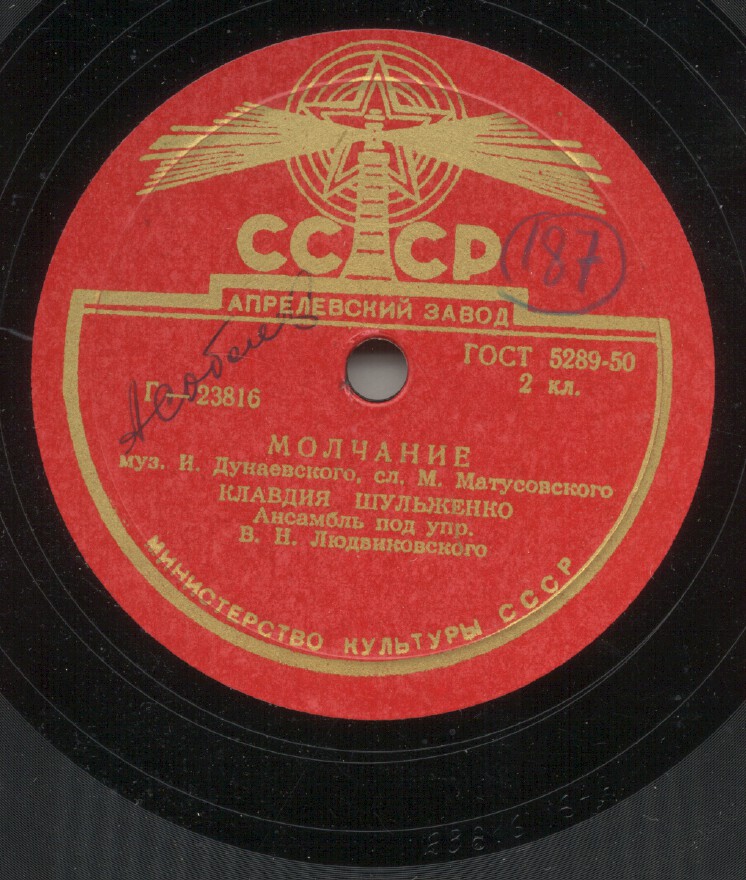 СССР
187
АПРЕЛЕВСКИЙ ЗАВОД
ГОСТ 5289-50
2 кл.
23816
МОЛЧАНИЕ
муз. И. Дунаевского, сл. М. Матусовского
КЛАВДИЯ ШУЛЬЖЕНКО
Ансамбль под упр.
В. Н. Людвиковского
МИНИСТЕРСТВО КУЛЬТУРЫ СССР